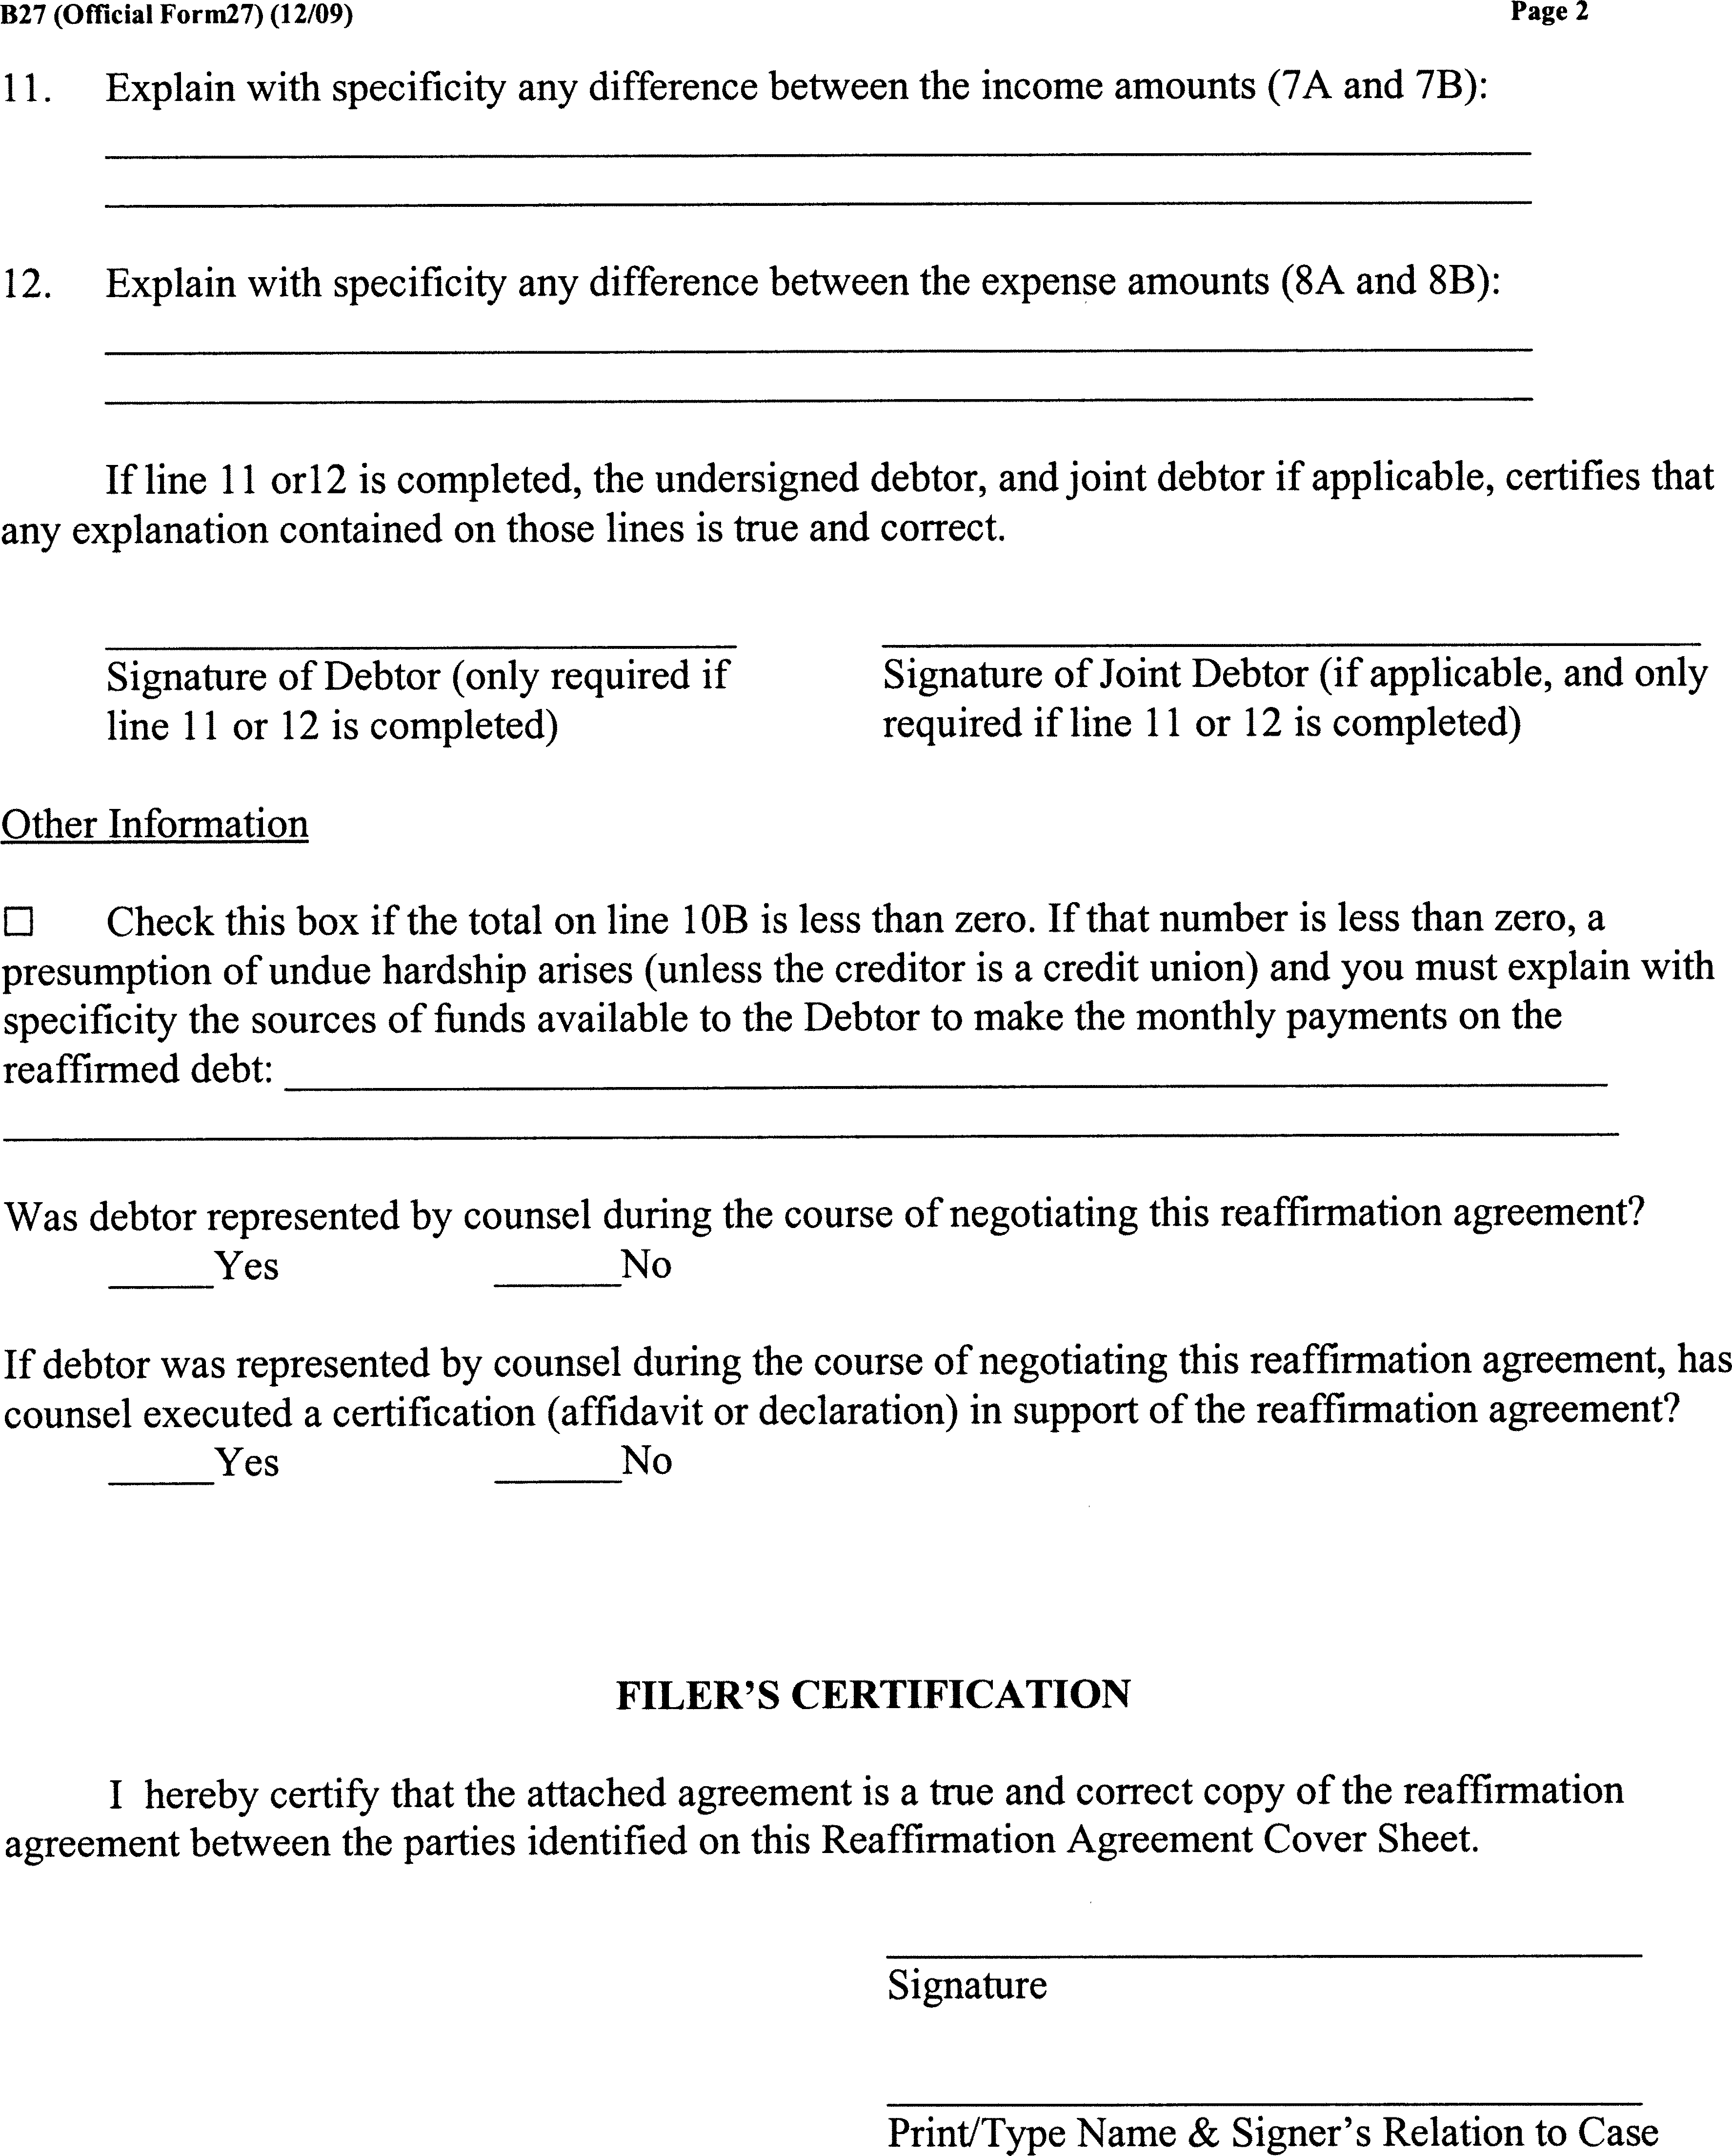 B27 (Official Form27) (12/09) Page 2
11. Explain with specificity any difference between the income amounts (7A and 7B):
12. Explain with specificity any difference between the expense amounts (8A and 8B):
If line 11 or12 is completed, the undersigned debtor, and joint debtor if applicable, certifies that
any explanation contained on those lines is true and correct.
Signature of Debtor (only required if
line 11 or 12 is completed)
Signature of Joint Debtor (if applicable, and only
required if line 11 or 12 is completed)
Other Information
☐ Check this box if the total on line 10B is less than zero. If that number is less than zero, a
presumption of undue hardship arises (unless the creditor is a credit union) and you must explain with
specificity the sources of funds available to the Debtor to make the monthly payments on the
reaffirmed debt:
Was debtor represented by counsel during the course of negotiating this reaffirmation agreement?
_____Yes ______No
If debtor was represented by counsel during the course of negotiating this reaffirmation agreement, has
counsel executed a certification (affidavit or declaration) in support of the reaffirmation agreement?
_____Yes ______No
FILER'S CERTIFICATION
I hereby certify that the attached agreement is a true and correct copy of the reaffirmation
agreement between the parties identified on this Reaffirmation Agreement Cover Sheet.
Signature
Print/Type Name & Signer's Relation to Case